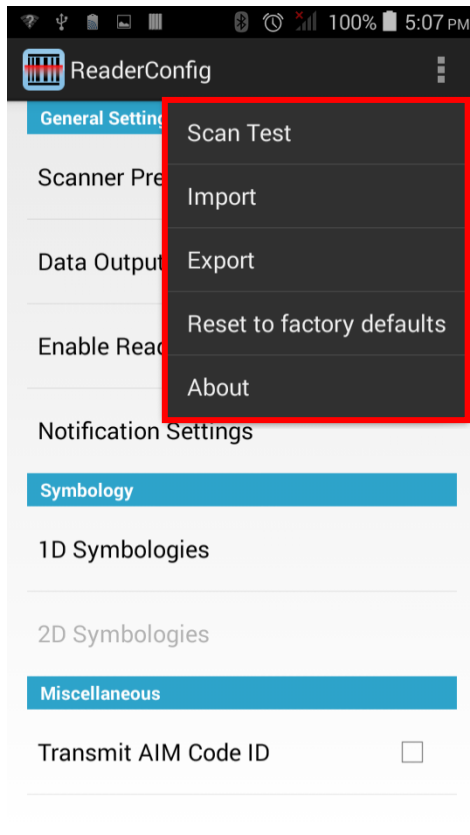 100% 5:07 PM
ReaderConfig
General Setting
Scan Test
Scanner Pre
Import
Data Output
Export
Enable Read
Reset to factory defaults
About
Notification Settings
Symbology
1D Symbologies
2D Symbologies
Miscellaneous
Transmit AIM Code ID